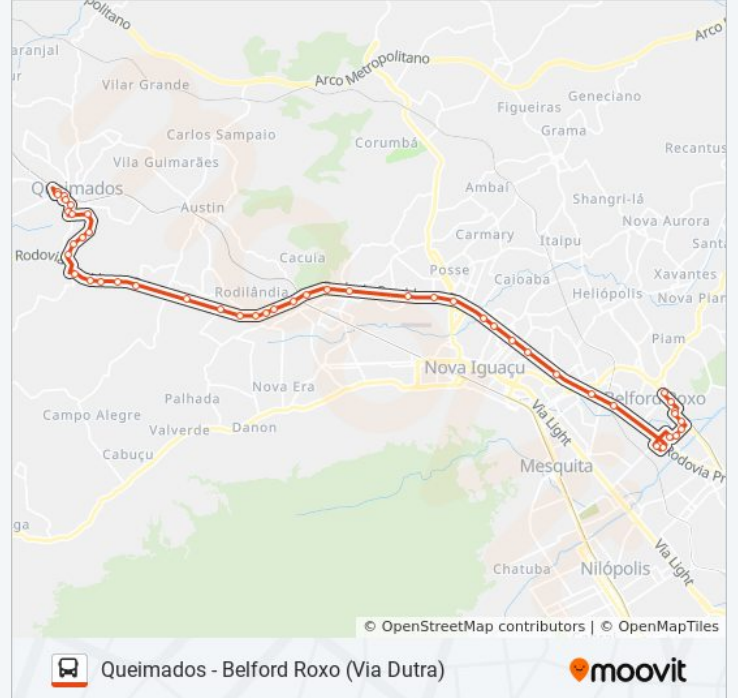 politano
Arco
aranjal
Arco Metropolitano
Vilar Grande
Geneciano
Figueiras
Carlos Sampaio
Grama
Corumbá
Recantus
Vila Guimarães
Queimados
Ambaí
Shangri-lá
Austin
Nova Aurora
Carmary
Itaipu
Santa
Rodovia
Cacuia
Posse
Xavantes
Caioaba
Rodilândia
Heliópolis
Nova Piam
Piam
Nova Iguaçu
Nova Era
Palhada
Belford Roxo
Campo Alegre
Via Light
Valverde
Danon
Cabuçu
Mesquita
Rodovia Pr
ga
Via Light
Chatuba
Nilópolis
© OpenStreetMap contributors | © OpenMapTiles
Queimados - Belford Roxo (Via Dutra)
moovit